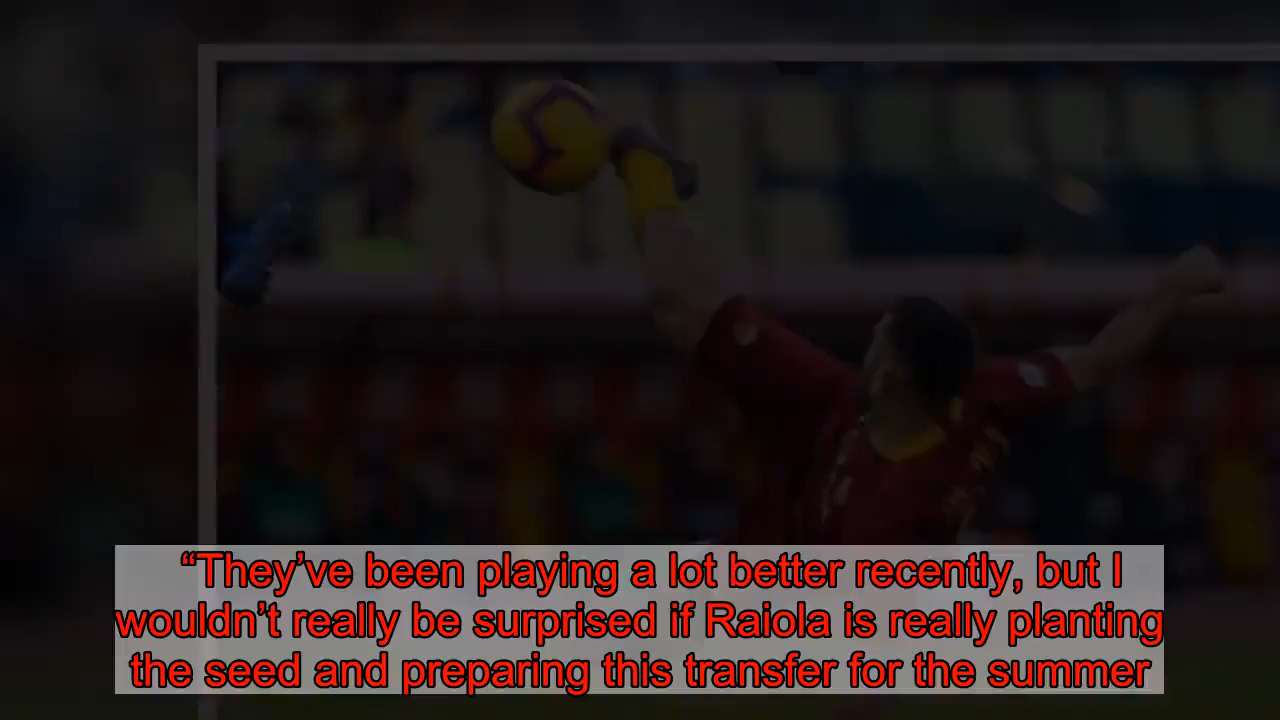 “They’ve been playing a lot better recently, but I
wouldn’t really be surprised if Raiola is really planting
the seed and preparing this transfer for the summer